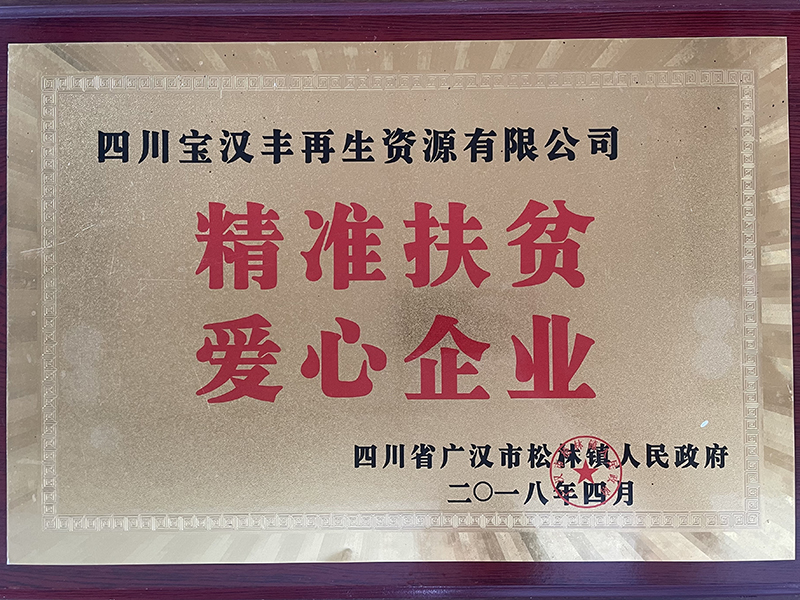 四川宝汉丰再生资源有限公司
精准扶贫
爱心企业
四川省广汉市松林镇人民政府
二〇一八年四月